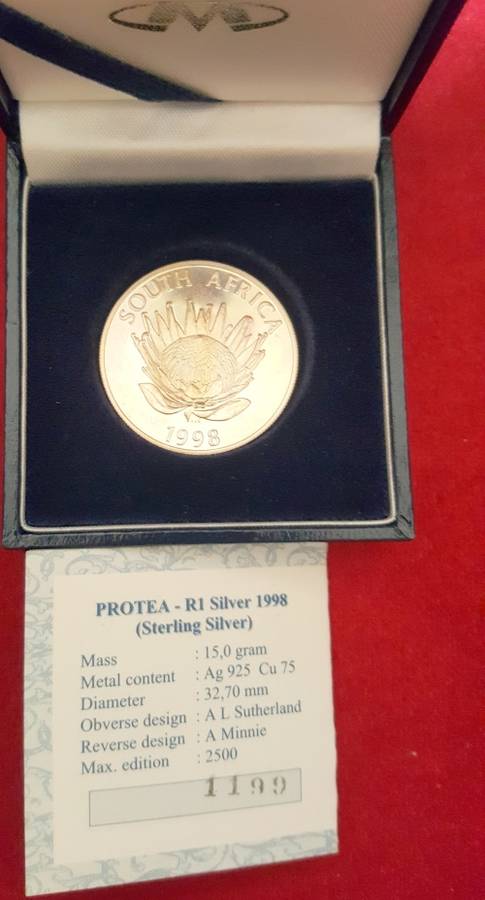 SOUTH AFRICA
1998
PROTEA - R1 Silver 1998
(Sterling Silver)
Mass : 15,0 gram
Metal content : Ag 925 Cu 75
Diameter : 32,70 mm
Obverse design : A L Sutherland
Reverse design : A Minnie
Max. edition : 2500
1199